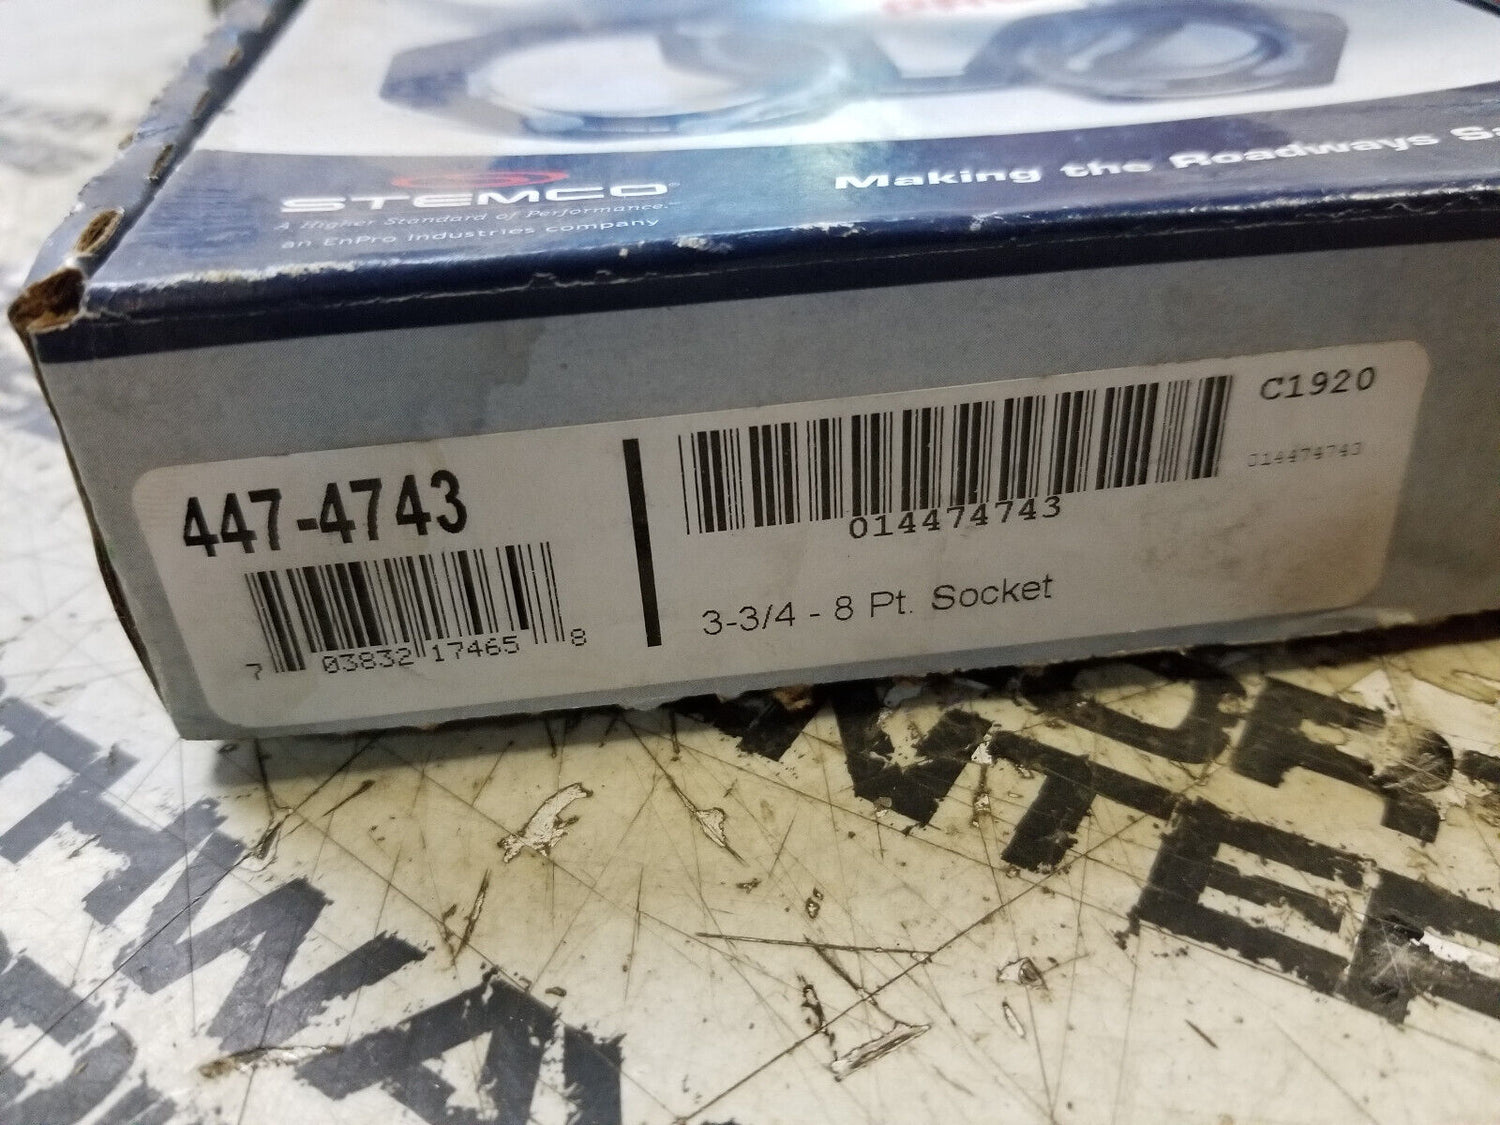 STEMCO
A Higher Standard of Performance.™
an EnPro Industries company
Making the Roadways
447-4743
7 03832 17465 8
C1920
014474743
014474743
3-3/4 - 8 Pt. Socket